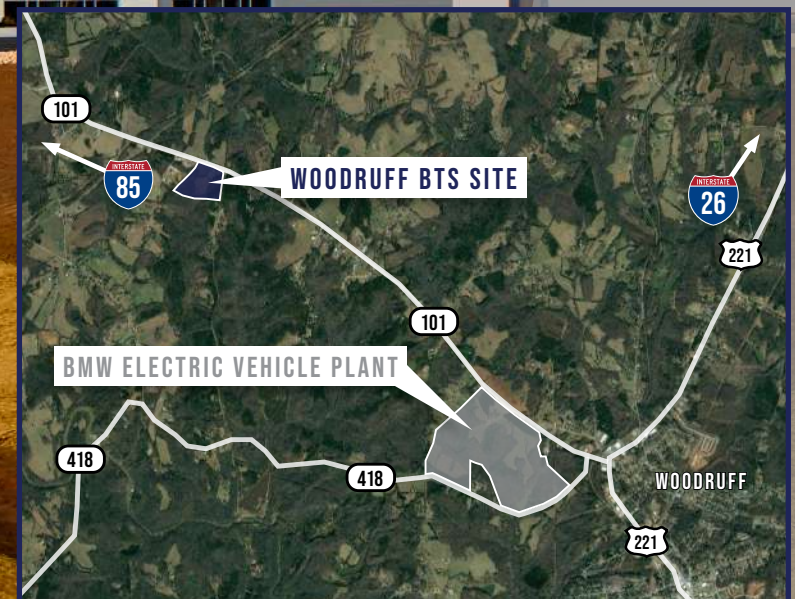 101
INTERSTATE
85
WOODRUFF BTS SITE
INTERSTATE
26
221
101
BMW ELECTRIC VEHICLE PLANT
418
418
WOODRUFF
221